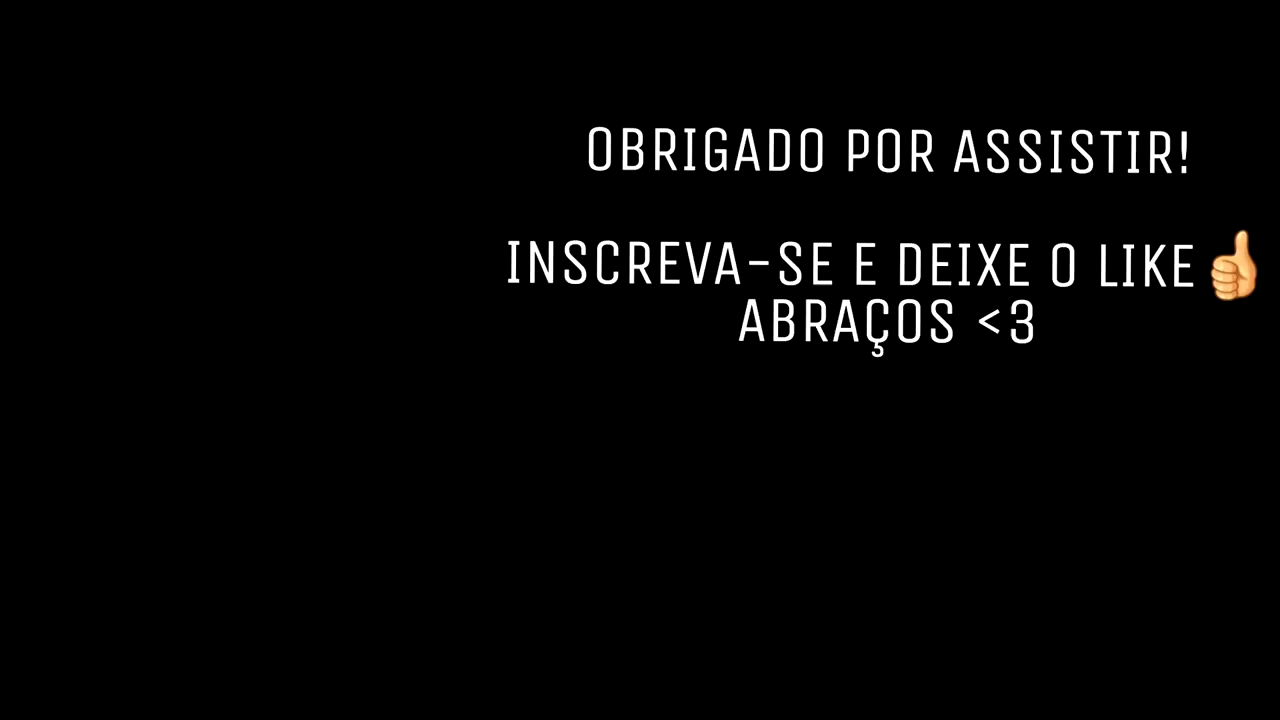 OBRIGADO POR ASSISTIR!
INSCREVA-SE E DEIXE O LIKE👍
ABRAÇOS <3